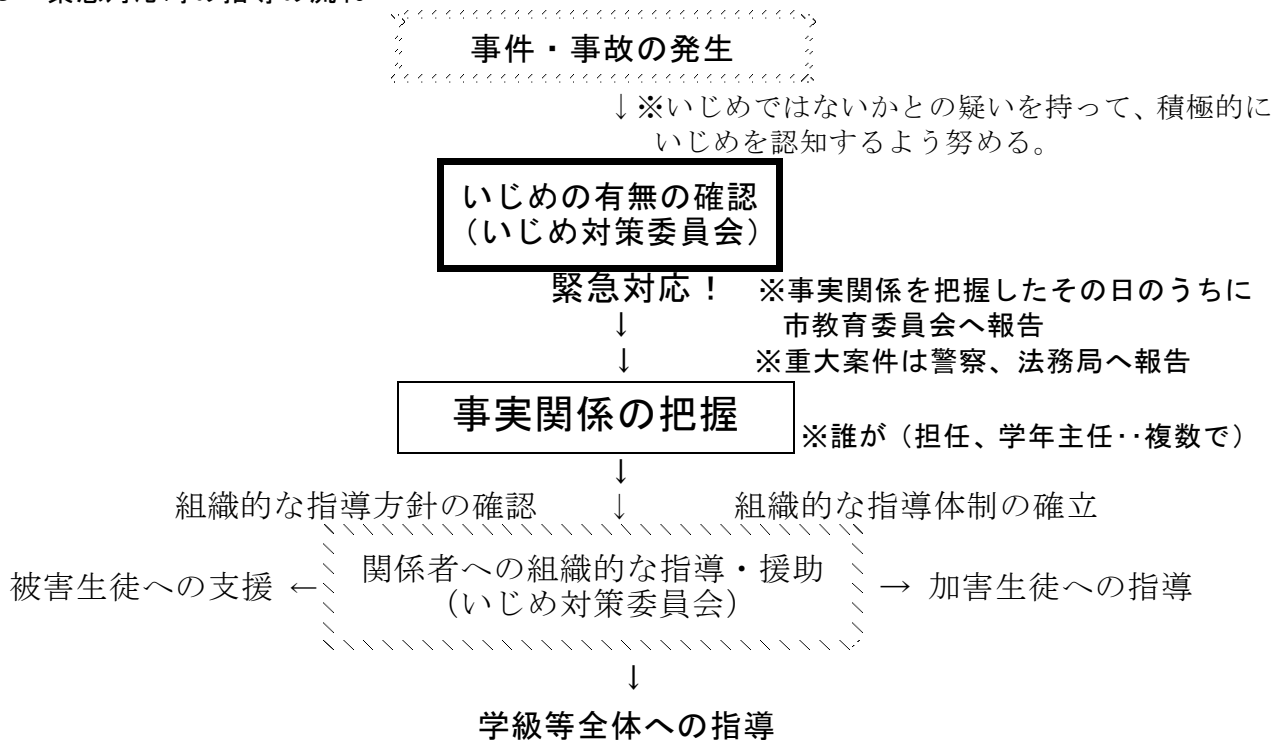 事件・事故の発生
↓※いじめではないかとの疑いを持って、積極的に
いじめを認知するよう努める。
いじめの有無の確認
（いじめ対策委員会）
緊急対応！ ※事実関係を把握したその日のうちに
↓ 市教育委員会へ報告
↓ ※重大案件は警察、法務局へ報告
事実関係の把握 ※誰が（担任、学年主任‥複数で）
↓
組織的な指導方針の確認 ↓ 組織的な指導体制の確立
関係者への組織的な指導・援助
被害生徒への支援 ← → 加害生徒への指導
（いじめ対策委員会）
↓
学級等全体への指導